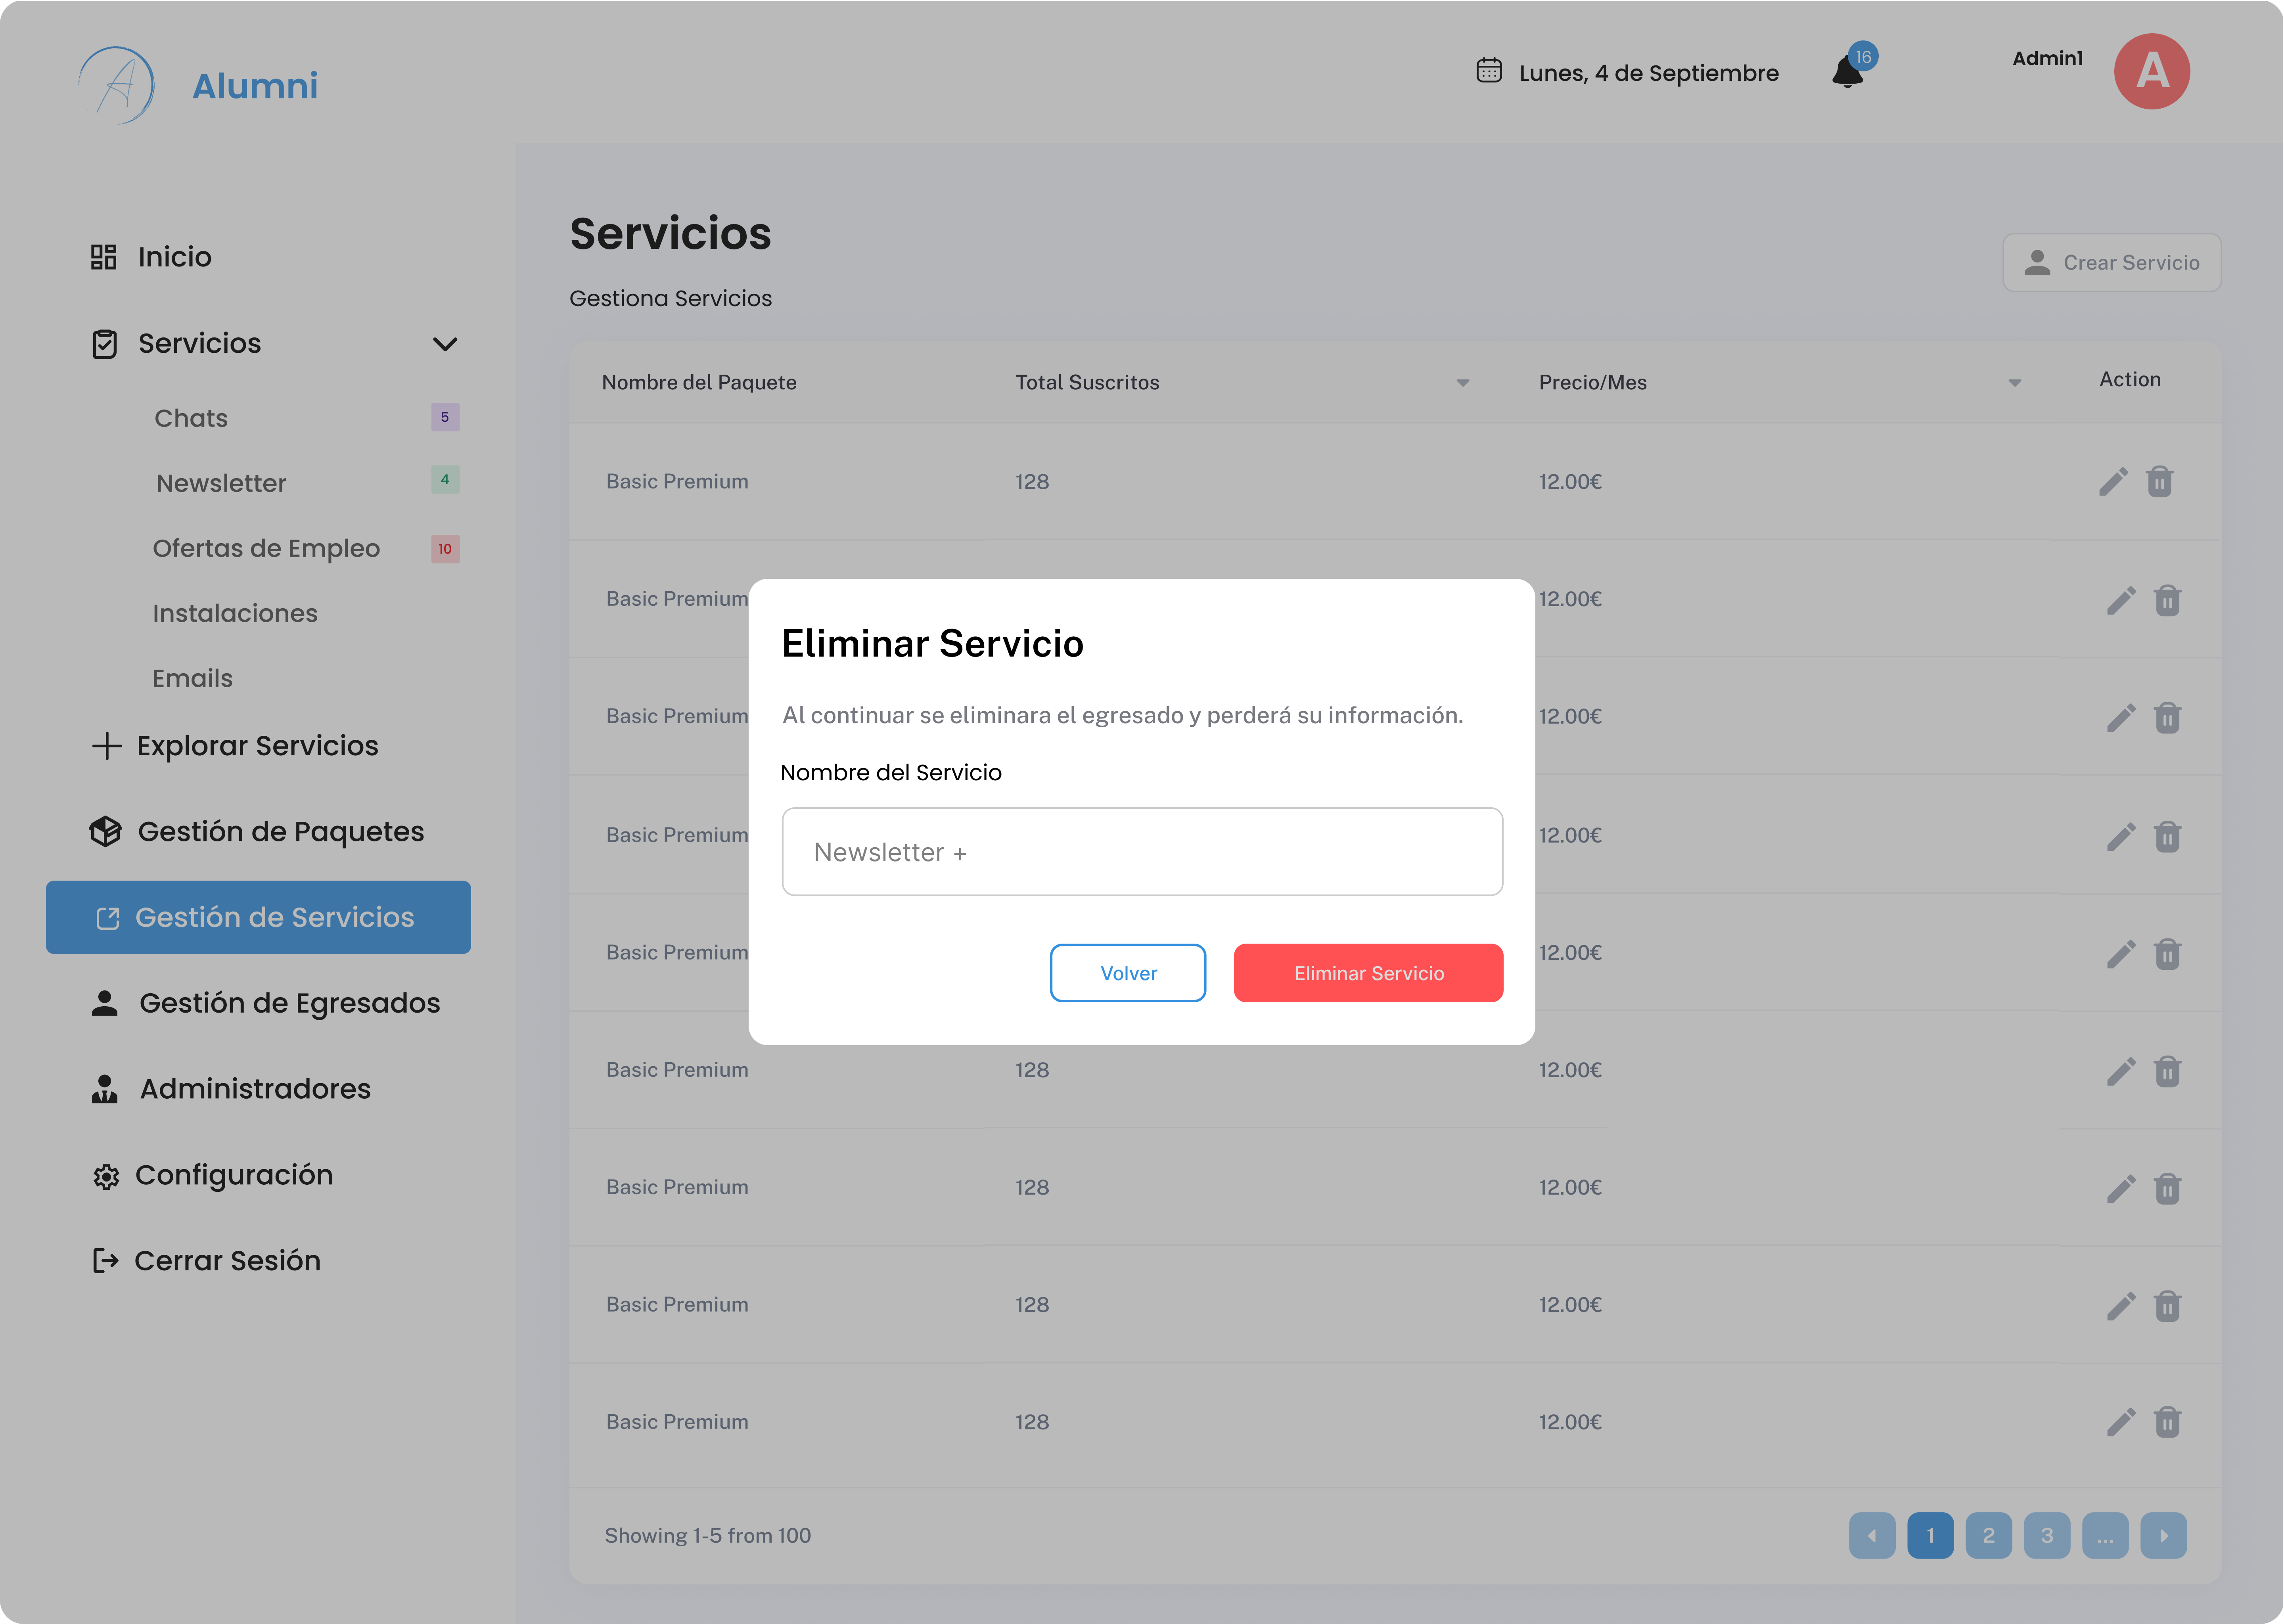 Alumni
Lunes, 4 de Septiembre
16
Admin1
A
Inicio
Servicios
Chats
5
Newsletter
4
Ofertas de Empleo
10
Instalaciones
Emails
Explorar Servicios
Gestión de Paquetes
Gestión de Servicios
Gestión de Egresados
Administradores
Configuración
Cerrar Sesión
Servicios
Gestiona Servicios
Crear Servicio
Nombre del Paquete Total Suscritos Precio/Mes Action
Basic Premium 128 12.00€
Basic Premium 12.00€
Basic Premium 12.00€
Basic Premium 12.00€
Basic Premium 12.00€
Basic Premium 128 12.00€
Basic Premium 128 12.00€
Basic Premium 128 12.00€
Basic Premium 128 12.00€
Showing 1-5 from 100
1 2 3 ...
Eliminar Servicio
Al continuar se eliminara el egresado y perderá su información.
Nombre del Servicio
Newsletter +
Volver
Eliminar Servicio